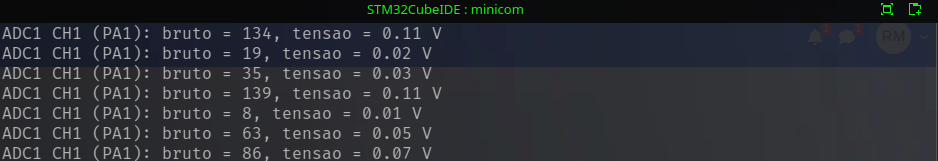 STM32CubeIDE : minicom
ADC1 CH1 (PA1): bruto = 134, tensao = 0.11 V
ADC1 CH1 (PA1): bruto = 19, tensao = 0.02 V
ADC1 CH1 (PA1): bruto = 35, tensao = 0.03 V
ADC1 CH1 (PA1): bruto = 139, tensao = 0.11 V
ADC1 CH1 (PA1): bruto = 8, tensao = 0.01 V
ADC1 CH1 (PA1): bruto = 63, tensao = 0.05 V
ADC1 CH1 (PA1): bruto = 86, tensao = 0.07 V
RM